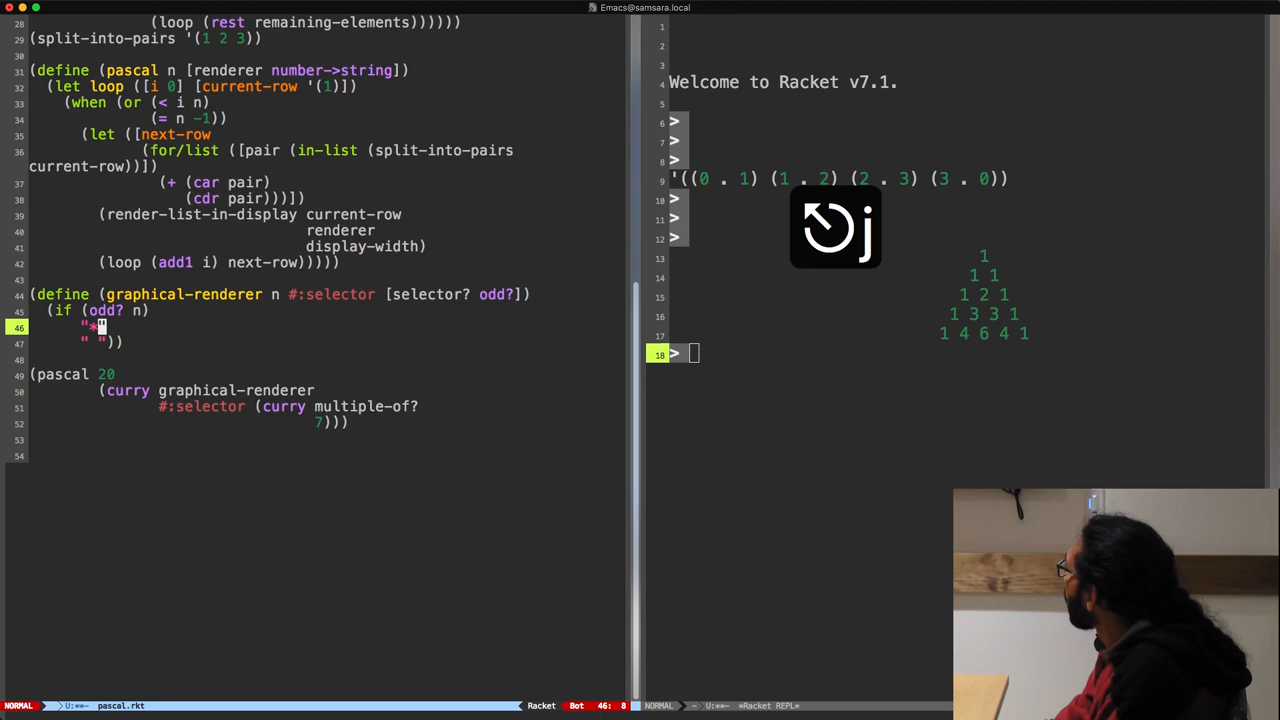 Emacs@samsara.local
28 (loop (rest remaining-elements))))))
29 (split-into-pairs '(1 2 3))
30
31 (define (pascal n [renderer number->string])
32 (let loop ([i 0] [current-row '(1)])
33 (when (or (< i n)
34 (= n -1))
35 (let ([next-row
36 (for/list ([pair (in-list (split-into-pairs
current-row))])
37 (+ (car pair)
38 (cdr pair)))])
39 (render-list-in-display current-row
40 renderer
41 display-width)
42 (loop (add1 i) next-row)))))
43
44 (define (graphical-renderer n #:selector [selector? odd?])
45 (if (odd? n)
46 "*"
47 " "))
48
49 (pascal 20
50 (curry graphical-renderer
51 #:selector (curry multiple-of?
52 7)))
53
54
NORMAL U:**- pascal.rkt Racket Bot 46: 8
1
2
3
4 Welcome to Racket v7.1.
5
6 >
7 >
8 >
9 '((0 . 1) (1 . 2) (2 . 3) (3 . 0))
10 >
11 >
12 >
13 1
14 1 1
15 1 2 1
16 1 3 3 1
17 1 4 6 4 1
18 >
j
NORMAL - U:**- *Racket REPL*